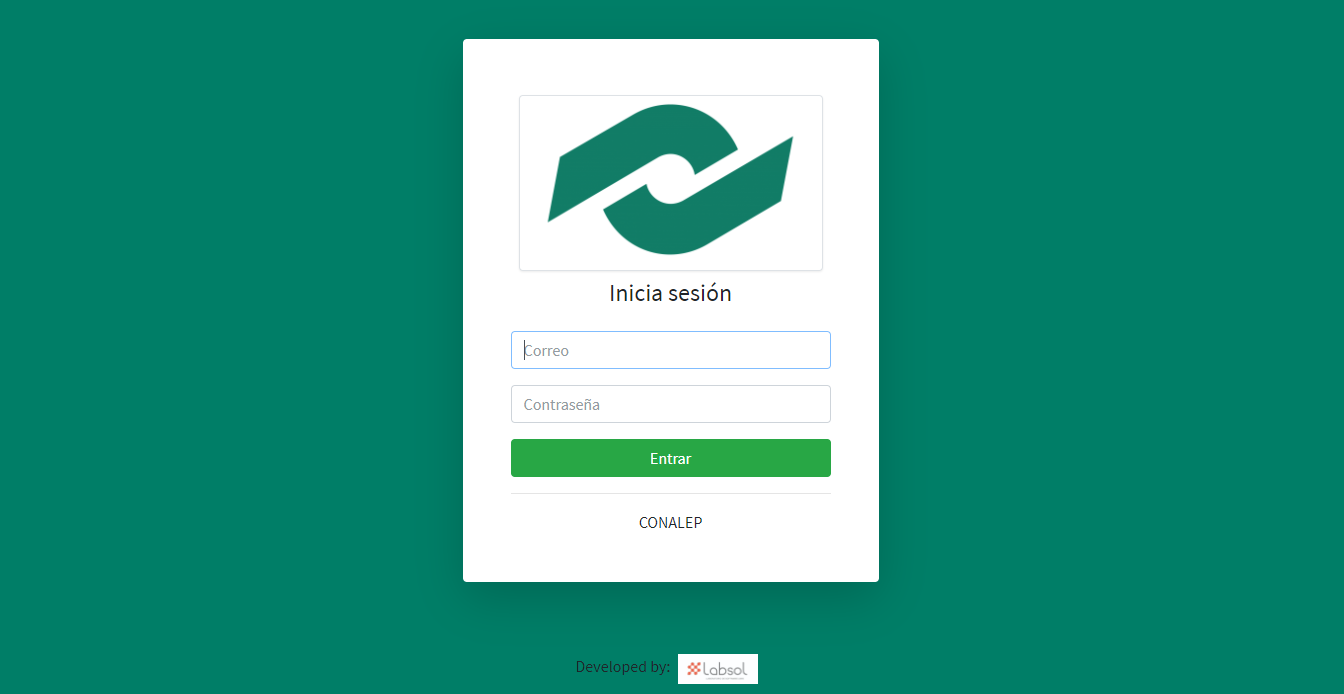 Inicia sesión
Correo
Contraseña
Entrar
CONALEP
Developed by: Labsol